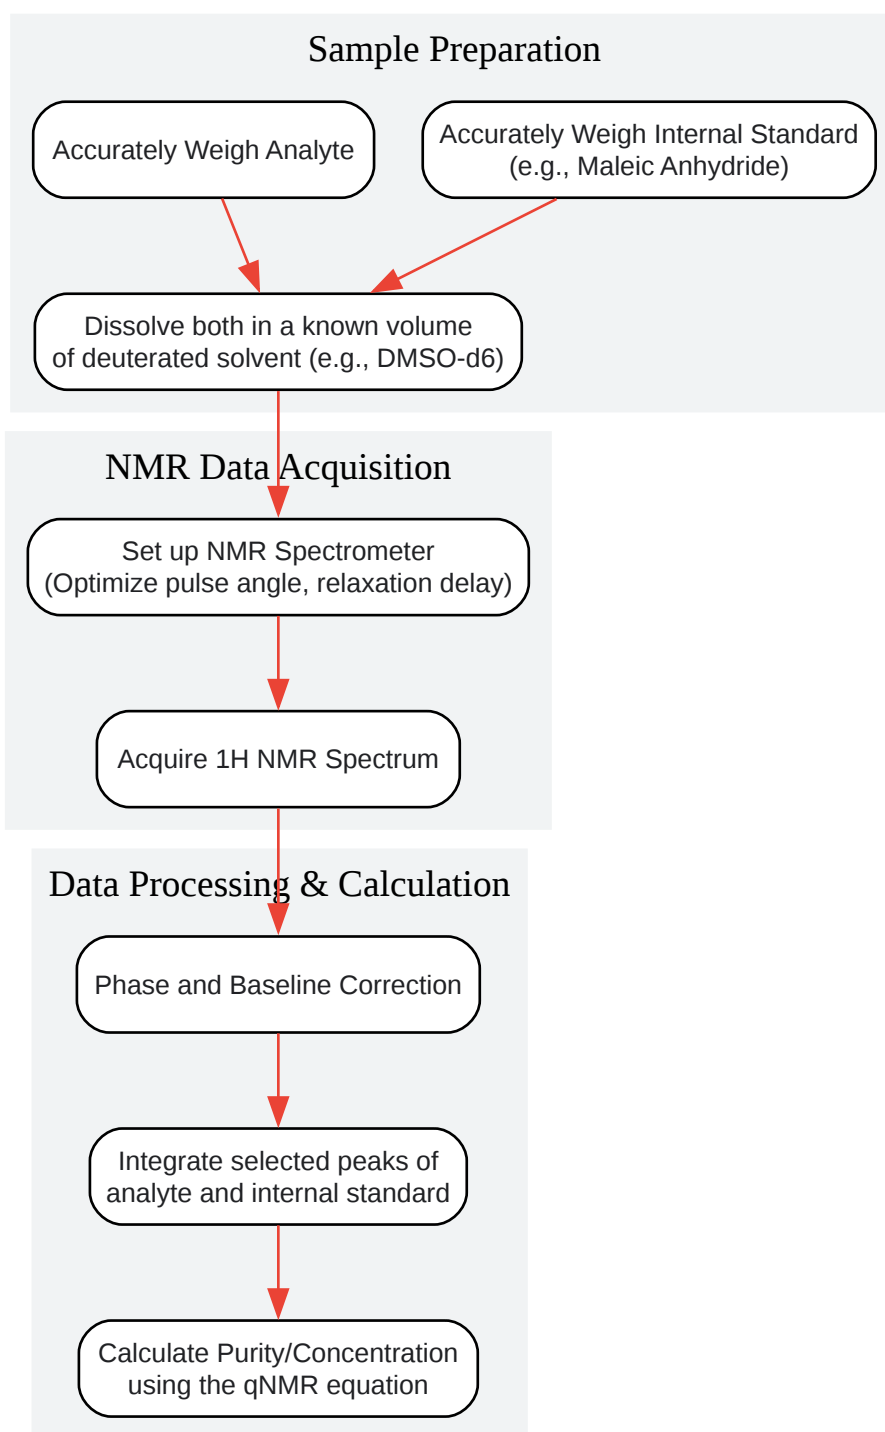 Sample Preparation
Accurately Weigh Analyte
Accurately Weigh Internal Standard
(e.g., Maleic Anhydride)
Dissolve both in a known volume
of deuterated solvent (e.g., DMSO-d6)
NMR Data Acquisition
Set up NMR Spectrometer
(Optimize pulse angle, relaxation delay)
Acquire 1H NMR Spectrum
Data Processing & Calculation
Phase and Baseline Correction
Integrate selected peaks of
analyte and internal standard
Calculate Purity/Concentration
using the qNMR equation